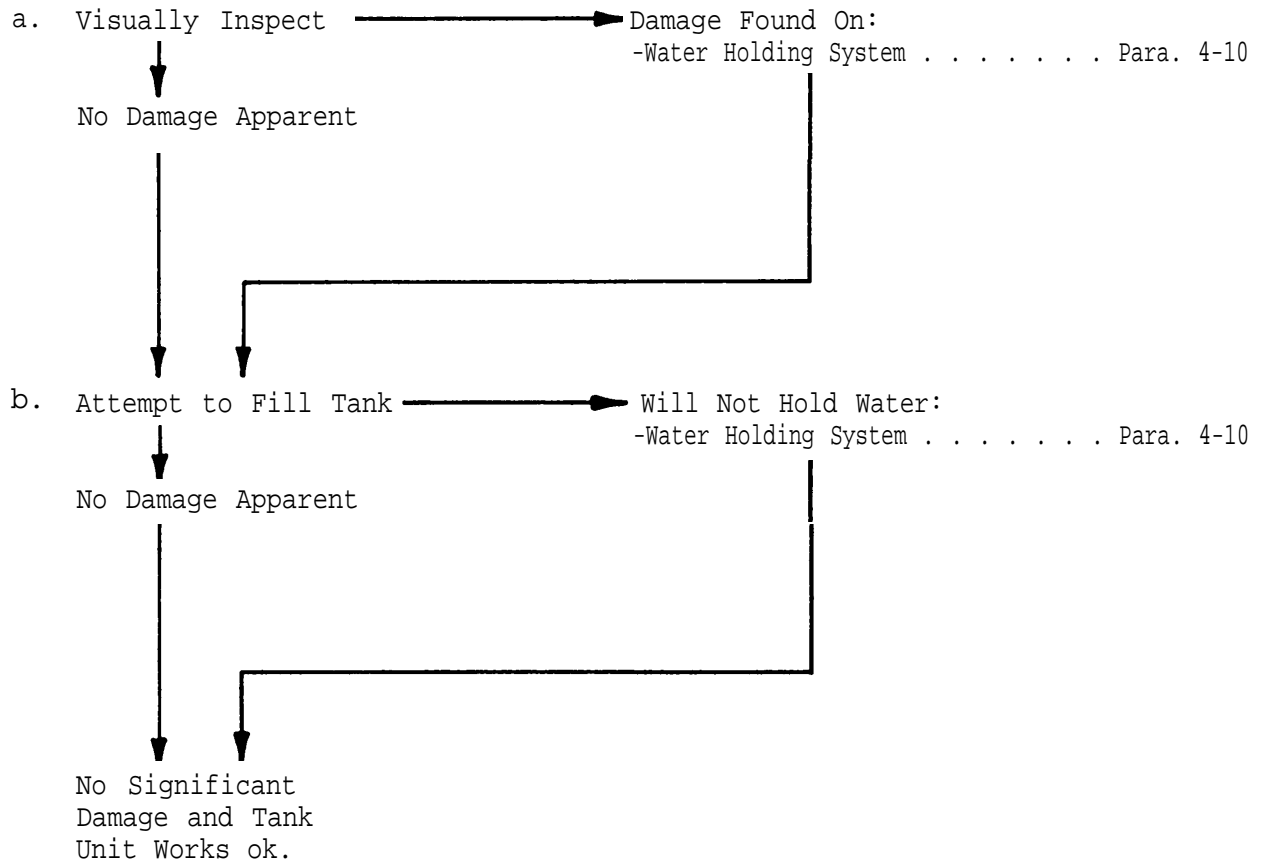 a. Visually Inspect Damage Found On:
-Water Holding System . . . . . . . Para. 4-10
No Damage Apparent
b. Attempt to Fill Tank Will Not Hold Water:
-Water Holding System . . . . . . . Para. 4-10
No Damage Apparent
No Significant
Damage and Tank
Unit Works ok.